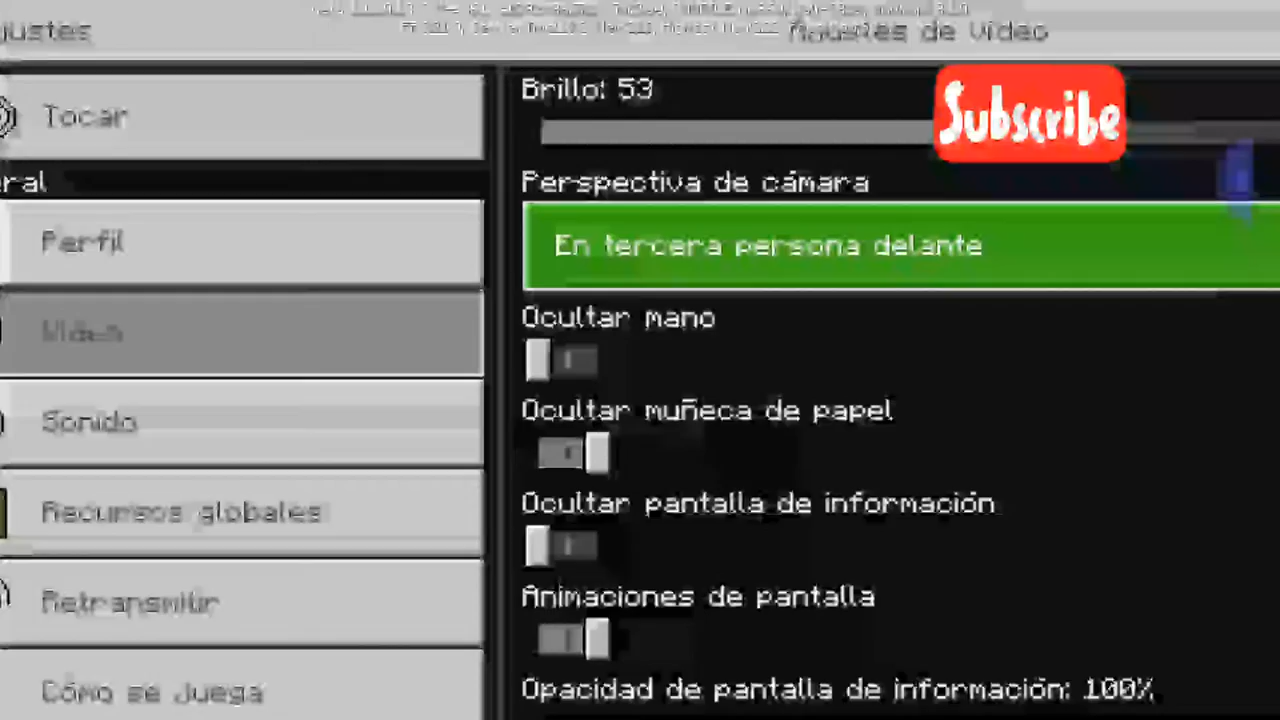 Ajustes de vídeo
Tocar
Perfil
Vídeo
Sonido
Recursos globales
Retransmitir
Cómo se juega
Brillo: 53
Subscribe
Perspectiva de cámara
En tercera persona delante
Ocultar mano
Ocultar muñeca de papel
Ocultar pantalla de información
Animaciones de pantalla
Opacidad de pantalla de información: 100%